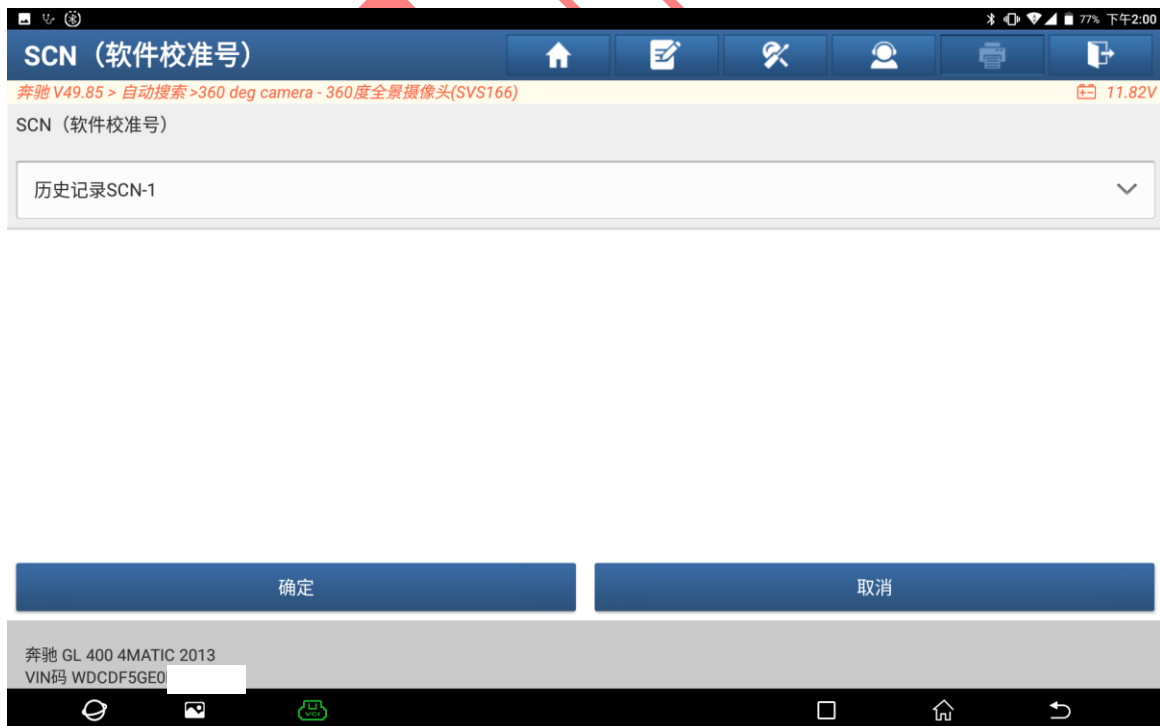 77% 下午2:00
SCN（软件校准号）
奔驰 V49.85 > 自动搜索 >360 deg camera - 360度全景摄像头(SVS166)
11.82V
SCN（软件校准号）
历史记录SCN-1
确定
取消
奔驰 GL 400 4MATIC 2013
VIN码 WDCDF5GE0
VCI